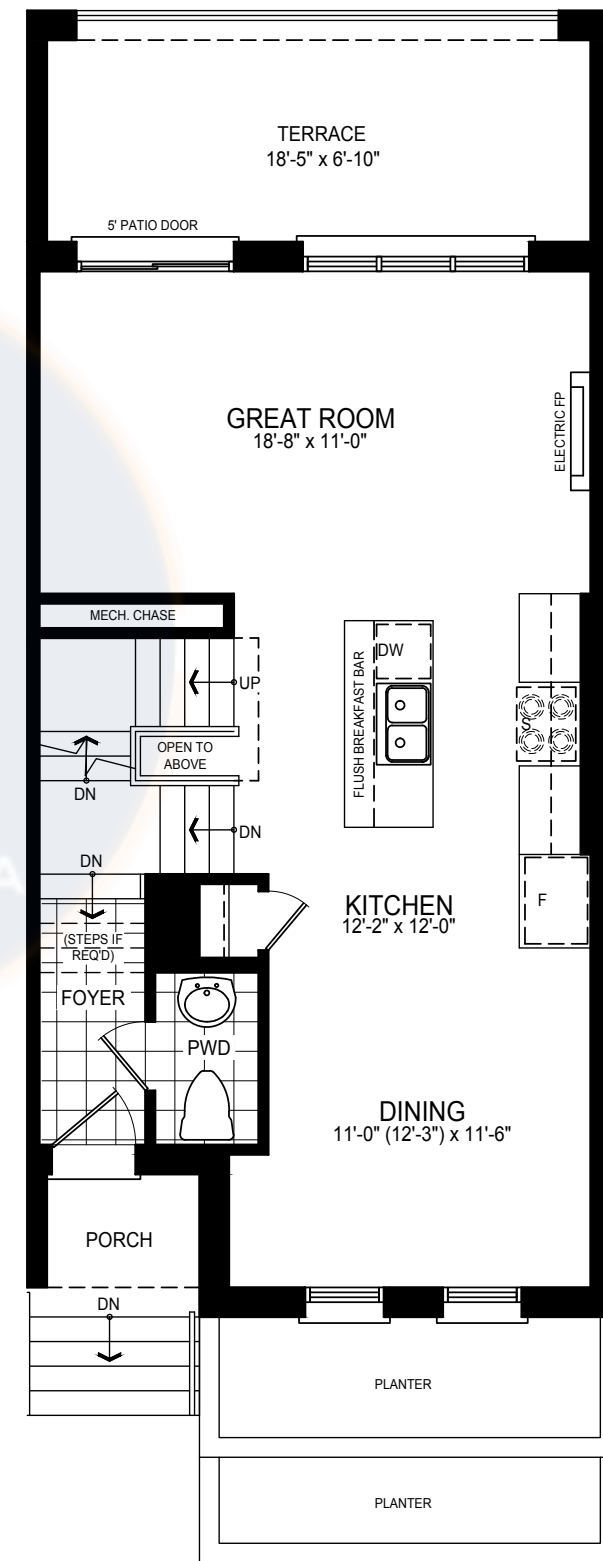 TERRACE
18'-5" x 6'-10"
5' PATIO DOOR
GREAT ROOM
18'-8" x 11'-0"
ELECTRIC FP
MECH. CHASE
UP
DW
FLUSH BREAKFAST BAR
S
OPEN TO
ABOVE
DN
DN
DN
A
F
KITCHEN
12'-2" x 12'-0"
(STEPS IF
REQ'D)
FOYER
PWD
DINING
11'-0" (12'-3") x 11'-6"
PORCH
DN
PLANTER
PLANTER